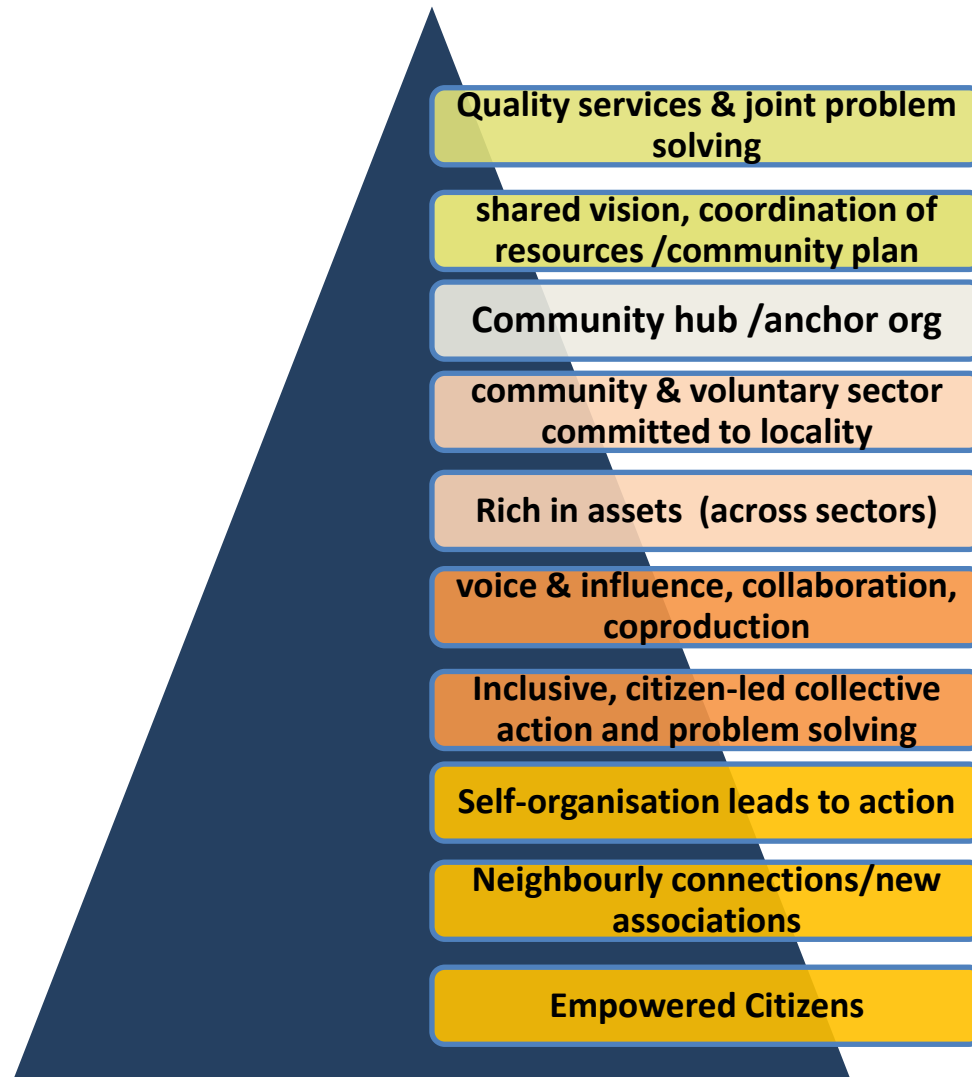 Quality services & joint problem
solving
shared vision, coordination of
resources /community plan
Community hub /anchor org
community & voluntary sector
committed to locality
Rich in assets  (across sectors)
voice & influence, collaboration,
coproduction
Inclusive, citizen-led collective
action and problem solving
Self-organisation leads to action
Neighbourly connections/new
associations
Empowered Citizens